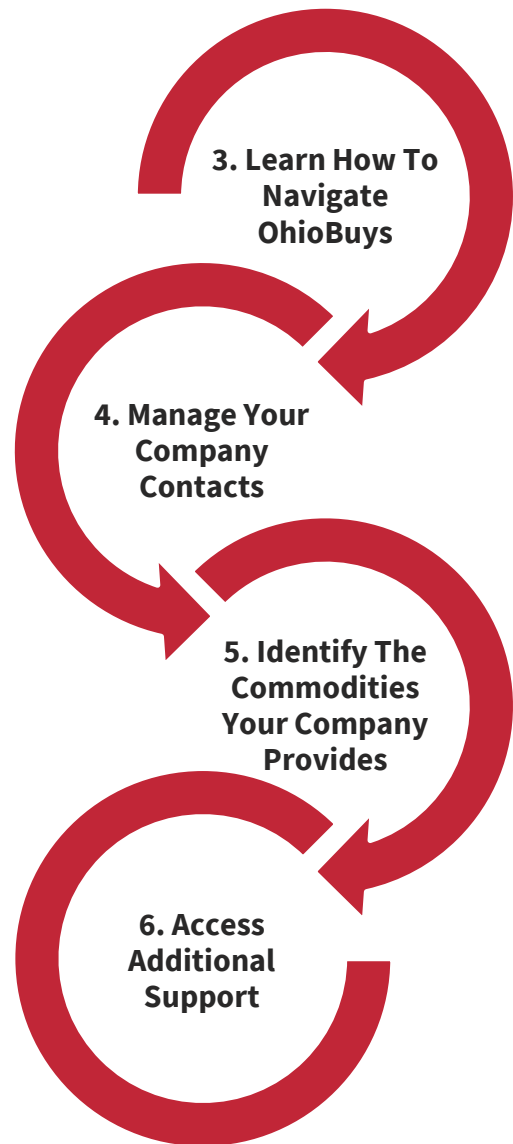 3. Learn How To
Navigate
OhioBuys
4. Manage Your
Company
Contacts
5. Identify The
Commodities
Your Company
Provides
6. Access
Additional
Support